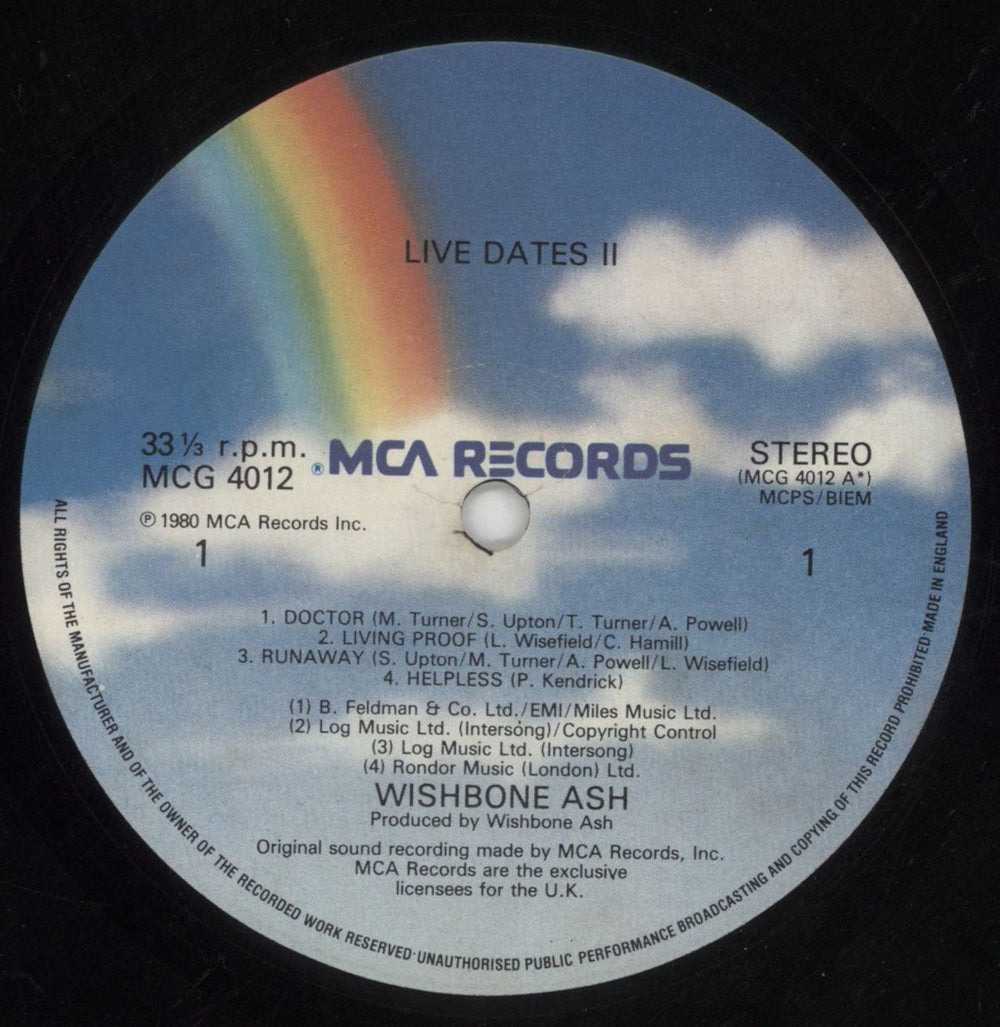 LIVE DATES II
33 ⅓ r.p.m.
MCG 4012
® MCA RECORDS
STEREO
(MCG 4012 A*)
MCPS/BIEM
℗ 1980 MCA Records Inc.
1
1
1. DOCTOR (M. Turner/S. Upton/T. Turner/A. Powell)
2. LIVING PROOF (L. Wisefield/C. Hamill)
3. RUNAWAY (S. Upton/M. Turner/A. Powell/L. Wisefield)
4. HELPLESS (P. Kendrick)
(1) B. Feldman & Co. Ltd./EMI/Miles Music Ltd.
(2) Log Music Ltd. (Intersong)/Copyright Control
(3) Log Music Ltd. (Intersong)
(4) Rondor Music (London) Ltd.
WISHBONE ASH
Produced by Wishbone Ash
Original sound recording made by MCA Records, Inc.
MCA Records are the exclusive
licensees for the U.K.
ALL RIGHTS OF THE MANUFACTURER AND OF THE OWNER OF THE RECORDED WORK RESERVED·UNAUTHORISED PUBLIC PERFORMANCE BROADCASTING AND COPYING OF THIS RECORD PROHIBITED·MADE IN ENGLAND